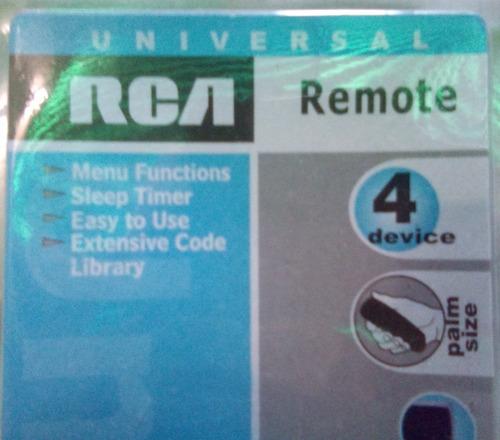 UNIVERSAL
RCA Remote
Menu Functions
Sleep Timer
Easy to Use
Extensive Code
Library
4
device
palm
size